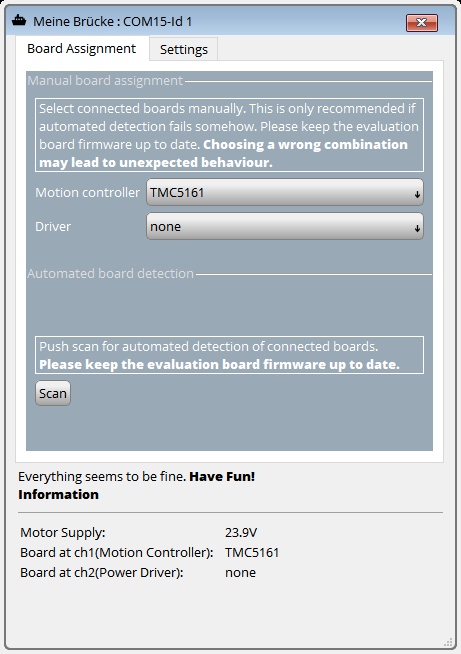 Meine Brücke : COM15-Id 1
Board Assignment
Settings
Manual board assignment
Select connected boards manually. This is only recommended if
automated detection fails somehow. Please keep the evaluation
board firmware up to date. Choosing a wrong combination
may lead to unexpected behaviour.
Motion controller TMC5161
Driver none
Automated board detection
Push scan for automated detection of connected boards.
Please keep the evaluation board firmware up to date.
Scan
Everything seems to be fine. Have Fun!
Information
Motor Supply: 23.9V
Board at ch1(Motion Controller): TMC5161
Board at ch2(Power Driver): none